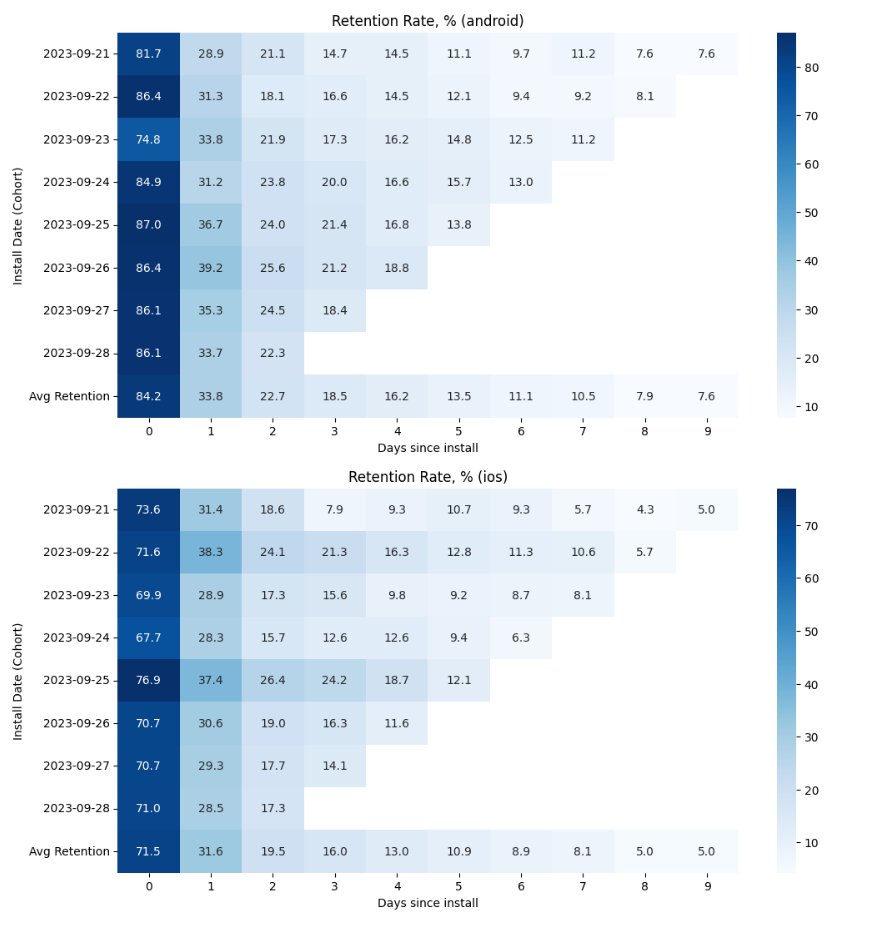 Retention Rate, % (android)
Install Date (Cohort)
2023-09-21 81.7 28.9 21.1 14.7 14.5 11.1 9.7 11.2 7.6 7.6
2023-09-22 86.4 31.3 18.1 16.6 14.5 12.1 9.4 9.2 8.1
2023-09-23 74.8 33.8 21.9 17.3 16.2 14.8 12.5 11.2
2023-09-24 84.9 31.2 23.8 20.0 16.6 15.7 13.0
2023-09-25 87.0 36.7 24.0 21.4 16.8 13.8
2023-09-26 86.4 39.2 25.6 21.2 18.8
2023-09-27 86.1 35.3 24.5 18.4
2023-09-28 86.1 33.7 22.3
Avg Retention 84.2 33.8 22.7 18.5 16.2 13.5 11.1 10.5 7.9 7.6
0 1 2 3 4 5 6 7 8 9
Days since install
80
70
60
50
40
30
20
10
Retention Rate, % (ios)
Install Date (Cohort)
2023-09-21 73.6 31.4 18.6 7.9 9.3 10.7 9.3 5.7 4.3 5.0
2023-09-22 71.6 38.3 24.1 21.3 16.3 12.8 11.3 10.6 5.7
2023-09-23 69.9 28.9 17.3 15.6 9.8 9.2 8.7 8.1
2023-09-24 67.7 28.3 15.7 12.6 12.6 9.4 6.3
2023-09-25 76.9 37.4 26.4 24.2 18.7 12.1
2023-09-26 70.7 30.6 19.0 16.3 11.6
2023-09-27 70.7 29.3 17.7 14.1
2023-09-28 71.0 28.5 17.3
Avg Retention 71.5 31.6 19.5 16.0 13.0 10.9 8.9 8.1 5.0 5.0
0 1 2 3 4 5 6 7 8 9
Days since install
70
60
50
40
30
20
10